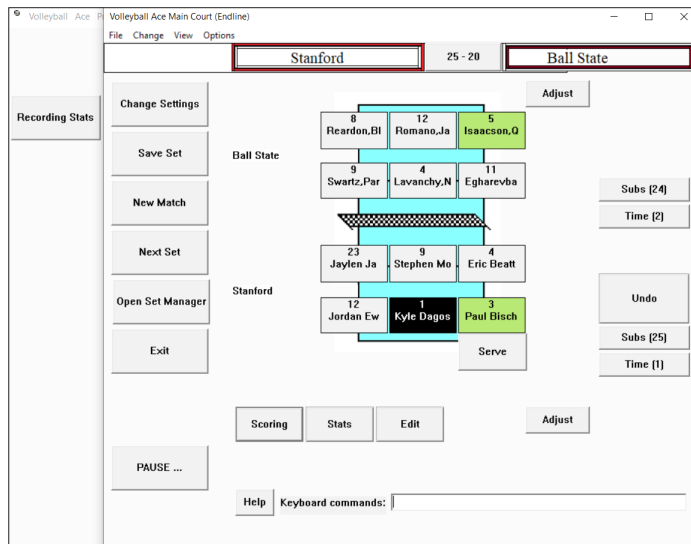 Volleyball Ace P
Volleyball Ace Main Court (Endline)
File Change View Options
Stanford
25 - 20
Ball State
Recording Stats
Change Settings
Save Set
New Match
Next Set
Open Set Manager
Exit
PAUSE ...
Adjust
8
Reardon,Bl
12
Romano,Ja
5
Isaacson,Q
Ball State
9
Swartz,Par
4
Lavanchy,N
11
Egharevba
Subs (24)
Time (2)
23
Jaylen Ja
9
Stephen Mo
4
Eric Beatt
Stanford
12
Jordan Ew
1
Kyle Dagos
3
Paul Bisch
Undo
Serve
Subs (25)
Time (1)
Scoring
Stats
Edit
Adjust
Help
Keyboard commands: